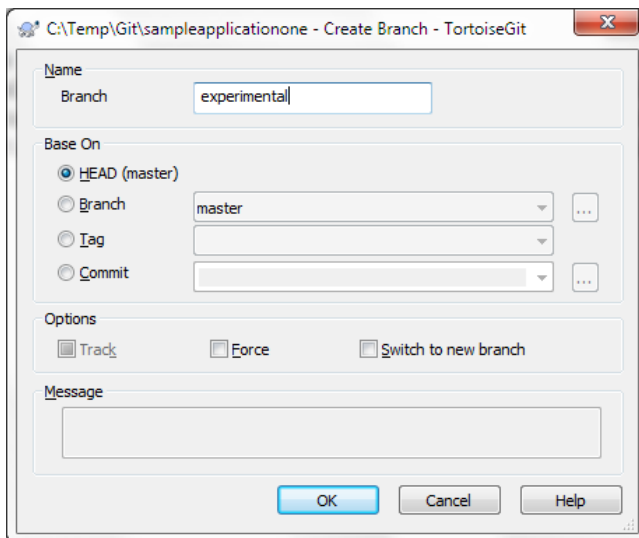 C:\Temp\Git\sampleapplicationone - Create Branch - TortoiseGit
Name
Branch experimental
Base On
HEAD (master)
Branch master ...
Tag
Commit ...
Options
Track Force Switch to new branch
Message
OK Cancel Help